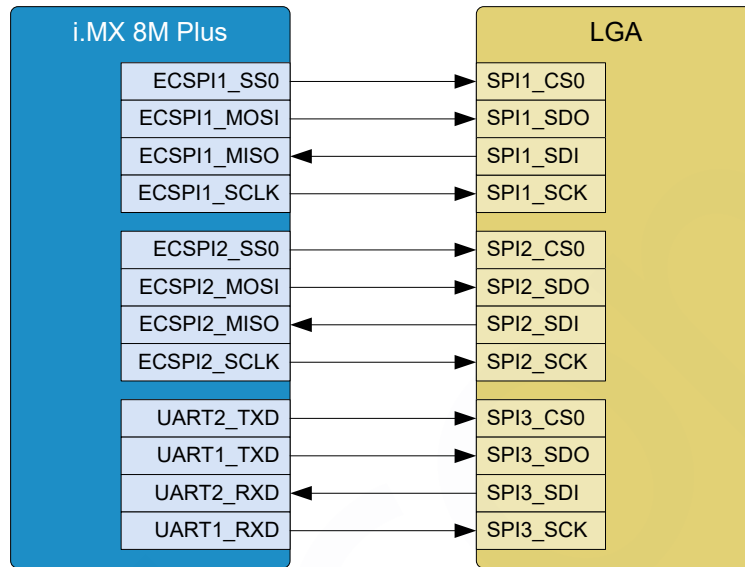 i.MX 8M Plus
LGA
ECSPI1_SS0
SPI1_CS0
ECSPI1_MOSI
SPI1_SDO
ECSPI1_MISO
SPI1_SDI
ECSPI1_SCLK
SPI1_SCK
ECSPI2_SS0
SPI2_CS0
ECSPI2_MOSI
SPI2_SDO
ECSPI2_MISO
SPI2_SDI
ECSPI2_SCLK
SPI2_SCK
UART2_TXD
SPI3_CS0
UART1_TXD
SPI3_SDO
UART2_RXD
SPI3_SDI
UART1_RXD
SPI3_SCK